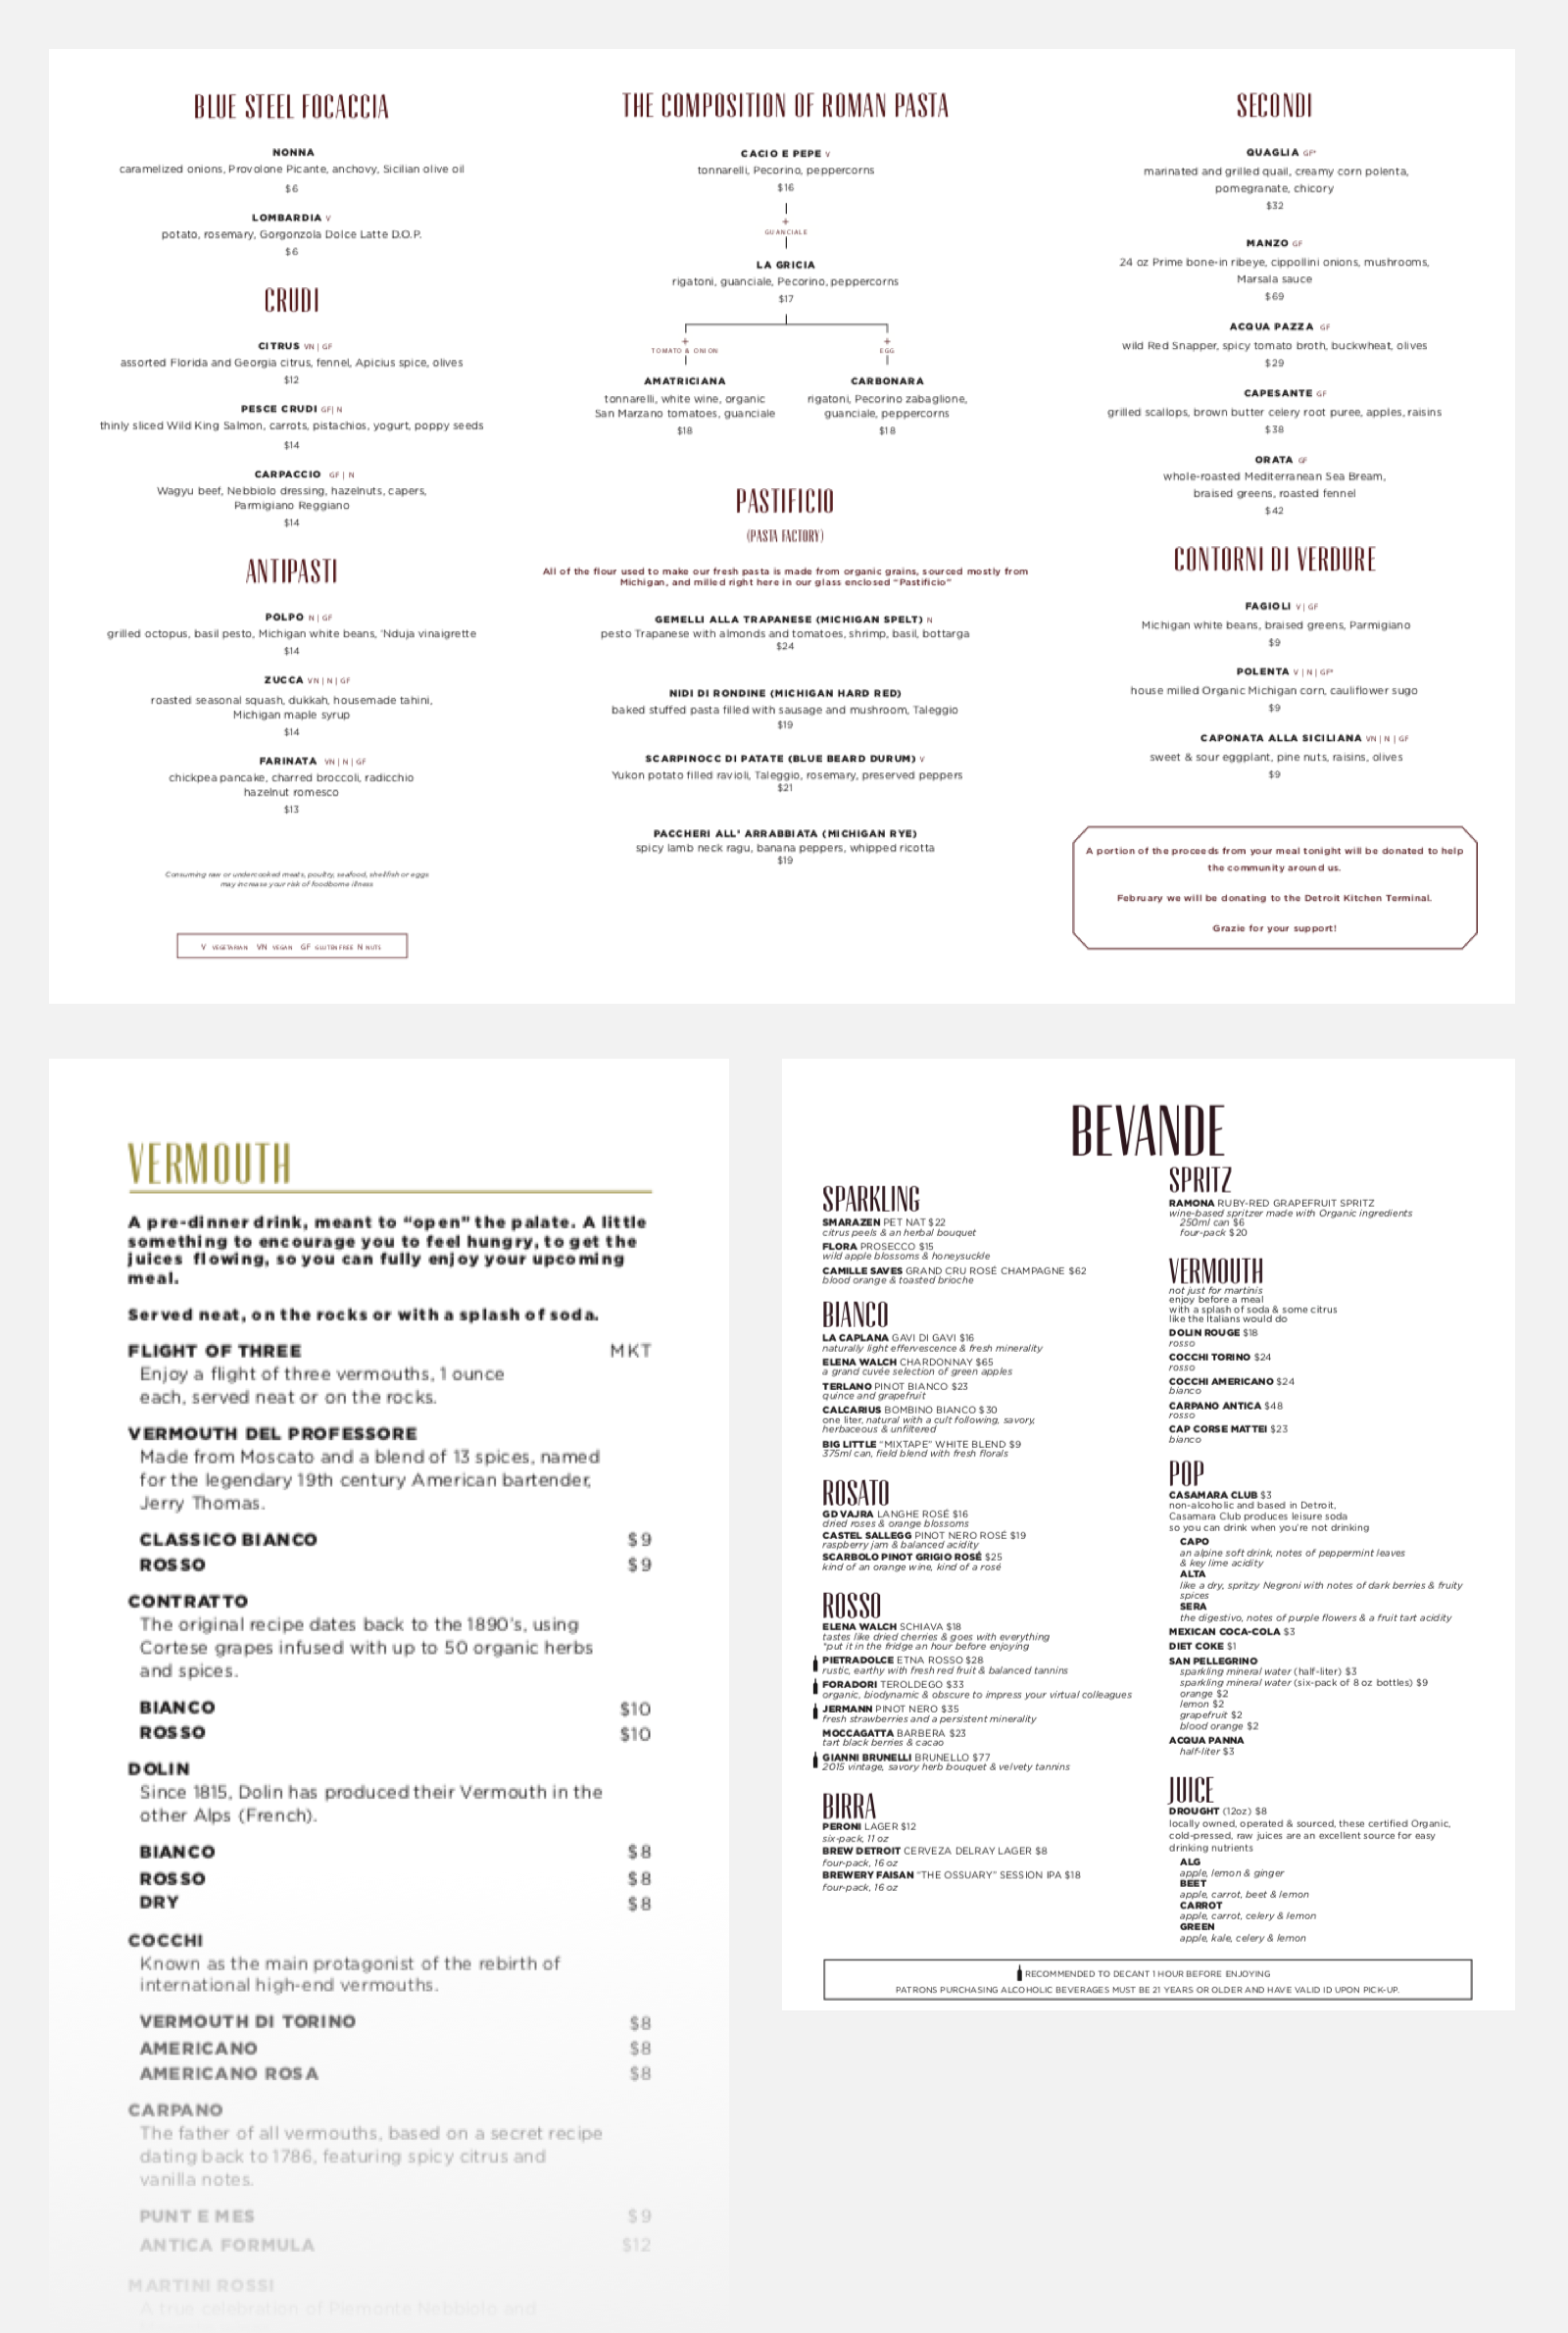 BLUE STEEL FOCACCIA
NONNA
caramelized onions, Provolone Picante, anchovy, Sicilian olive oil
$6
LOMBARDIA V
potato, rosemary, Gorgonzola Dolce Latte D.O.P.
$6
CRUDI
CITRUS VN | GF
assorted Florida and Georgia citrus, fennel, Apicius spice, olives
$12
PESCE CRUDI GF| N
thinly sliced Wild King Salmon, carrots, pistachios, yogurt, poppy seeds
$14
CARPACCIO GF | N
Wagyu beef, Nebbiolo dressing, hazelnuts, capers,
Parmigiano Reggiano
$14
ANTIPASTI
POLPO N | GF
grilled octopus, basil pesto, Michigan white beans, 'Nduja vinaigrette
$14
ZUCCA VN | N | GF
roasted seasonal squash, dukkah, housemade tahini,
Michigan maple syrup
$14
FARINATA VN | N | GF
chickpea pancake, charred broccoli, radicchio
hazelnut romesco
$13
Consuming raw or undercooked meats, poultry, seafood, shellfish or eggs
may increase your risk of foodborne illness
V VEGETARIAN VN VEGAN GF GLUTEN FREE N NUTS
THE COMPOSITION OF ROMAN PASTA
CACIO E PEPE V
tonnarelli, Pecorino, peppercorns
$16
+
GUANCIALE
LA GRICIA
rigatoni, guanciale, Pecorino, peppercorns
$17
+
TOMATO & ONION
AMATRICIANA
tonnarelli, white wine, organic
San Marzano tomatoes, guanciale
$18
+
EGG
CARBONARA
rigatoni, Pecorino zabaglione,
guanciale, peppercorns
$18
PASTIFICIO
(PASTA FACTORY)
All of the flour used to make our fresh pasta is made from organic grains, sourced mostly from
Michigan, and milled right here in our glass enclosed "Pastificio"
GEMELLI ALLA TRAPANESE (MICHIGAN SPELT) N
pesto Trapanese with almonds and tomatoes, shrimp, basil, bottarga
$24
NIDI DI RONDINE (MICHIGAN HARD RED)
baked stuffed pasta filled with sausage and mushroom, Taleggio
$19
SCARPINOCC DI PATATE (BLUE BEARD DURUM) V
Yukon potato filled ravioli, Taleggio, rosemary, preserved peppers
$21
PACCHERI ALL' ARRABBIATA (MICHIGAN RYE)
spicy lamb neck ragu, banana peppers, whipped ricotta
$19
SECONDI
QUAGLIA GF*
marinated and grilled quail, creamy corn polenta,
pomegranate, chicory
$32
MANZO GF
24 oz Prime bone-in ribeye, cippollini onions, mushrooms,
Marsala sauce
$69
ACQUA PAZZA GF
wild Red Snapper, spicy tomato broth, buckwheat, olives
$29
CAPESANTE GF
grilled scallops, brown butter celery root puree, apples, raisins
$38
ORATA GF
whole-roasted Mediterranean Sea Bream,
braised greens, roasted fennel
$42
CONTORNI DI VERDURE
FAGIOLI V | GF
Michigan white beans, braised greens, Parmigiano
$9
POLENTA V | N | GF*
house milled Organic Michigan corn, cauliflower sugo
$9
CAPONATA ALLA SICILIANA VN | N | GF
sweet & sour eggplant, pine nuts, raisins, olives
$9
A portion of the proceeds from your meal tonight will be donated to help
the community around us.
February we will be donating to the Detroit Kitchen Terminal.
Grazie for your support!
VERMOUTH
A pre-dinner drink, meant to "open" the palate. A little
something to encourage you to feel hungry, to get the
juices flowing, so you can fully enjoy your upcoming
meal.
Served neat, on the rocks or with a splash of soda.
FLIGHT OF THREE MKT
Enjoy a flight of three vermouths, 1 ounce
each, served neat or on the rocks.
VERMOUTH DEL PROFESSORE
Made from Moscato and a blend of 13 spices, named
for the legendary 19th century American bartender,
Jerry Thomas.
CLASSICO BIANCO $9
ROSSO $9
CONTRATTO
The original recipe dates back to the 1890's, using
Cortese grapes infused with up to 50 organic herbs
and spices.
BIANCO $10
ROSSO $10
DOLIN
Since 1815, Dolin has produced their Vermouth in the
other Alps (French).
BIANCO $8
ROSSO $8
DRY $8
COCCHI
Known as the main protagonist of the rebirth of
international high-end vermouths.
VERMOUTH DI TORINO $8
AMERICANO $8
AMERICANO ROSA $8
CARPANO
The father of all vermouths, based on a secret recipe
dating back to 1786, featuring spicy citrus and
vanilla notes.
PUNT E MES $9
ANTICA FORMULA $12
MARTINI ROSSI
A true celebration of Piemonte Nebbiolo and
BEVANDE
SPARKLING
SMARAZEN PET NAT $22
citrus peels & an herbal bouquet
FLORA PROSECCO $15
wild apple blossoms & honeysuckle
CAMILLE SAVES GRAND CRU ROSÉ CHAMPAGNE $62
blood orange & toasted brioche
BIANCO
LA CAPLANA GAVI DI GAVI $16
naturally light effervescence & fresh minerality
ELENA WALCH CHARDONNAY $65
a grand cuvée selection of green apples
TERLANO PINOT BIANCO $23
quince and grapefruit
CALCARIUS BOMBINO BIANCO $30
one liter, natural with a cult following, savory,
herbaceous & unfiltered
BIG LITTLE "MIXTAPE" WHITE BLEND $9
375ml can, field blend with fresh florals
ROSATO
GD VAJRA LANGHE ROSÉ $16
dried roses & orange blossoms
CASTEL SALLEGG PINOT NERO ROSÉ $19
raspberry jam & balanced acidity
SCARBOLO PINOT GRIGIO ROSÉ $25
kind of an orange wine, kind of a rosé
ROSSO
ELENA WALCH SCHIAVA $18
tastes like dried cherries & goes with everything
*put it in the fridge an hour before enjoying
PIETRADOLCE ETNA ROSSO $28
rustic, earthy with fresh red fruit & balanced tannins
FORADORI TEROLDEGO $33
organic, biodynamic & obscure to impress your virtual colleagues
JERMANN PINOT NERO $35
fresh strawberries and a persistent minerality
MOCCAGATTA BARBERA $23
tart black berries & cacao
GIANNI BRUNELLI BRUNELLO $77
2015 vintage, savory herb bouquet & velvety tannins
BIRRA
PERONI LAGER $12
six-pack, 11 oz
BREW DETROIT CERVEZA DELRAY LAGER $8
four-pack, 16 oz
BREWERY FAISAN "THE OSSUARY" SESSION IPA $18
four-pack, 16 oz
SPRITZ
RAMONA RUBY-RED GRAPEFRUIT SPRITZ
wine-based spritzer made with Organic ingredients
250ml can $6
four-pack $20
VERMOUTH
not just for martinis
enjoy before a meal
with a splash of soda & some citrus
like the Italians would do
DOLIN ROUGE $18
rosso
COCCHI TORINO $24
rosso
COCCHI AMERICANO $24
bianco
CARPANO ANTICA $48
rosso
CAP CORSE MATTEI $23
bianco
POP
CASAMARA CLUB $3
non-alcoholic and based in Detroit,
Casamara Club produces leisure soda
so you can drink when you're not drinking
CAPO
an alpine soft drink, notes of peppermint leaves
& key lime acidity
ALTA
like a dry, spritzy Negroni with notes of dark berries & fruity
spices
SERA
the digestivo, notes of purple flowers & a fruit tart acidity
MEXICAN COCA-COLA $3
DIET COKE $1
SAN PELLEGRINO
sparkling mineral water (half-liter) $3
sparkling mineral water (six-pack of 8 oz bottles) $9
orange $2
lemon $2
grapefruit $2
blood orange $2
ACQUA PANNA
half-liter $3
JUICE
DROUGHT (12oz) $8
locally owned, operated & sourced, these certified Organic,
cold-pressed, raw juices are an excellent source for easy
drinking nutrients
ALG
apple, lemon & ginger
BEET
apple, carrot, beet & lemon
CARROT
apple, carrot, celery & lemon
GREEN
apple, kale, celery & lemon
RECOMMENDED TO DECANT 1 HOUR BEFORE ENJOYING
PATRONS PURCHASING ALCOHOLIC BEVERAGES MUST BE 21 YEARS OR OLDER AND HAVE VALID ID UPON PICK-UP.